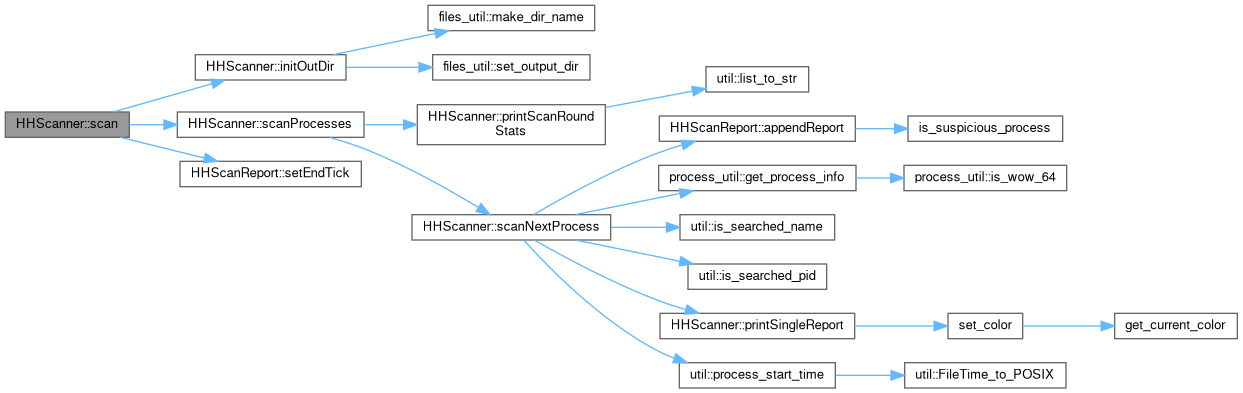 files_util::make_dir_name
HHScanner::initOutDir
files_util::set_output_dir
util::list_to_str
HHScanner::scan
HHScanner::scanProcesses
HHScanner::printScanRound
Stats
HHScanReport::appendReport
is_suspicious_process
HHScanReport::setEndTick
process_util::get_process_info
process_util::is_wow_64
HHScanner::scanNextProcess
util::is_searched_name
util::is_searched_pid
HHScanner::printSingleReport
set_color
get_current_color
util::process_start_time
util::FileTime_to_POSIX